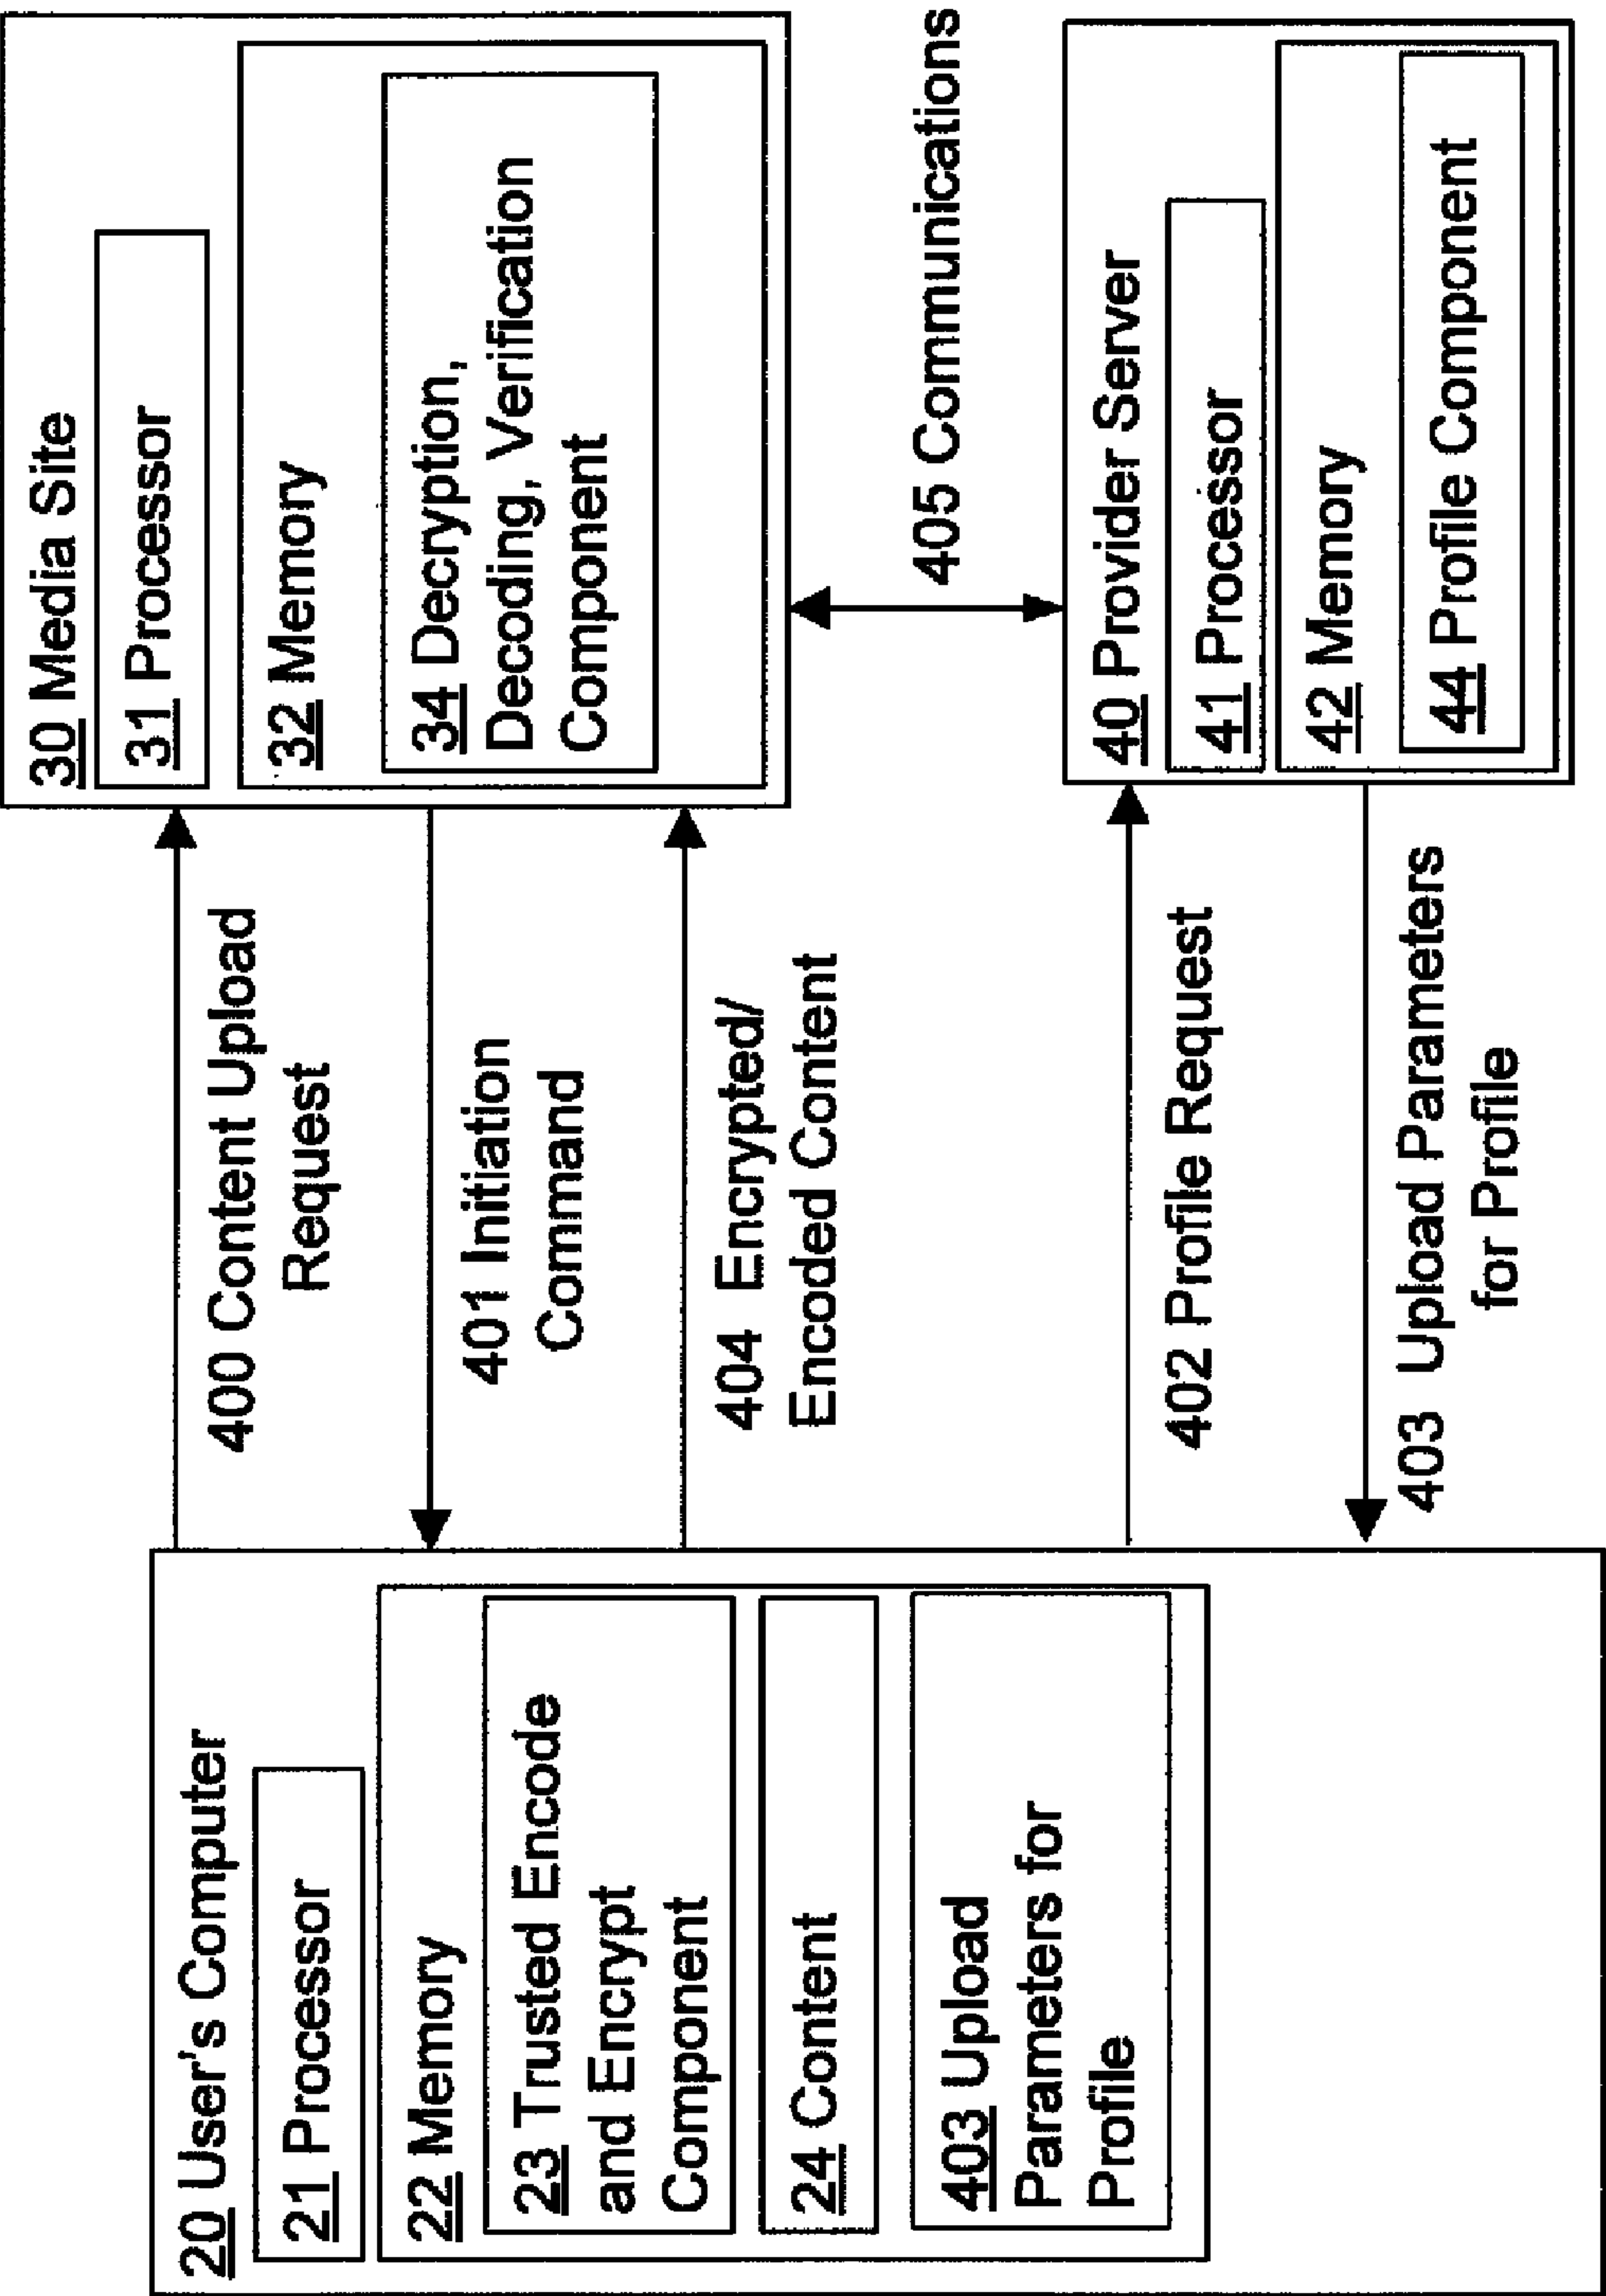 20 User's Computer
21 Processor
22 Memory
23 Trusted Encode
and Encrypt
Component
24 Content
403 Upload
Parameters for
Profile
400 Content Upload
Request
401 Initiation
Command
404 Encrypted/
Encoded Content
402 Profile Request
403 Upload Parameters
for Profile
30 Media Site
31 Processor
32 Memory
34 Decryption,
Decoding, Verification
Component
405 Communications
40 Provider Server
41 Processor
42 Memory
44 Profile Component